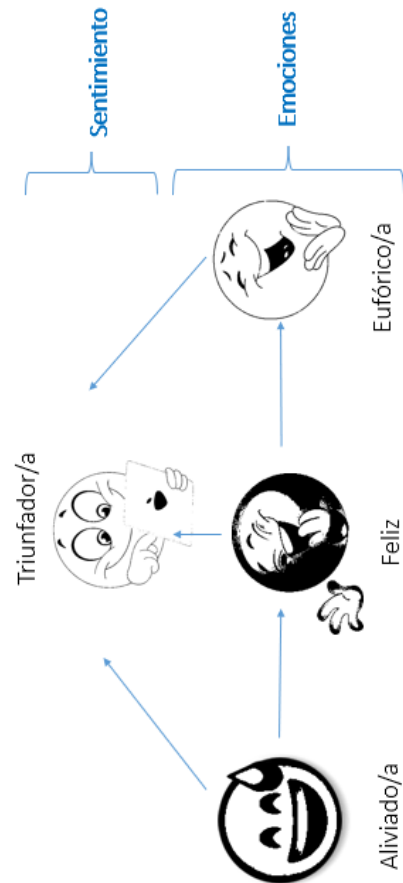 Triunfador/a
Sentimiento
Aliviado/a
Feliz
Eufórico/a
Emociones